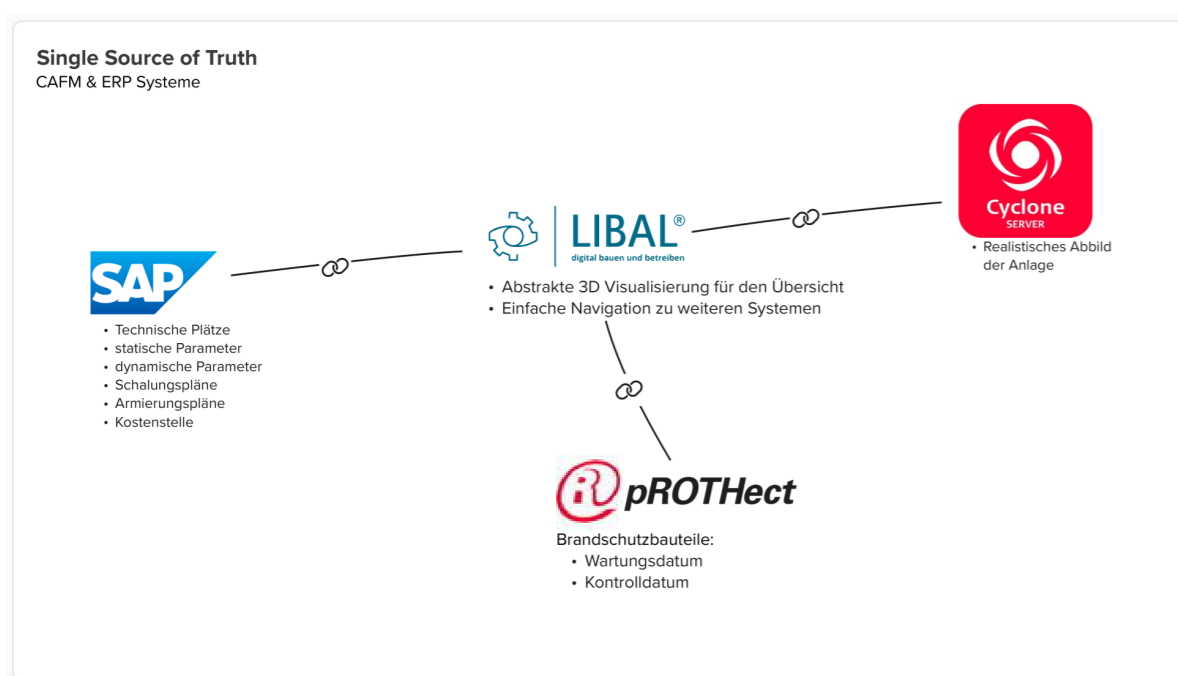 Single Source of Truth
CAFM & ERP Systeme
Cyclone
SERVER
• Realistisches Abbild
der Anlage
LIBAL®
digital bauen und betreiben
• Abstrakte 3D Visualisierung für den Übersicht
• Einfache Navigation zu weiteren Systemen
SAP
• Technische Plätze
• statische Parameter
• dynamische Parameter
• Schalungspläne
• Armierungspläne
• Kostenstelle
R pROTHect
Brandschutzbauteile:
• Wartungsdatum
• Kontrolldatum